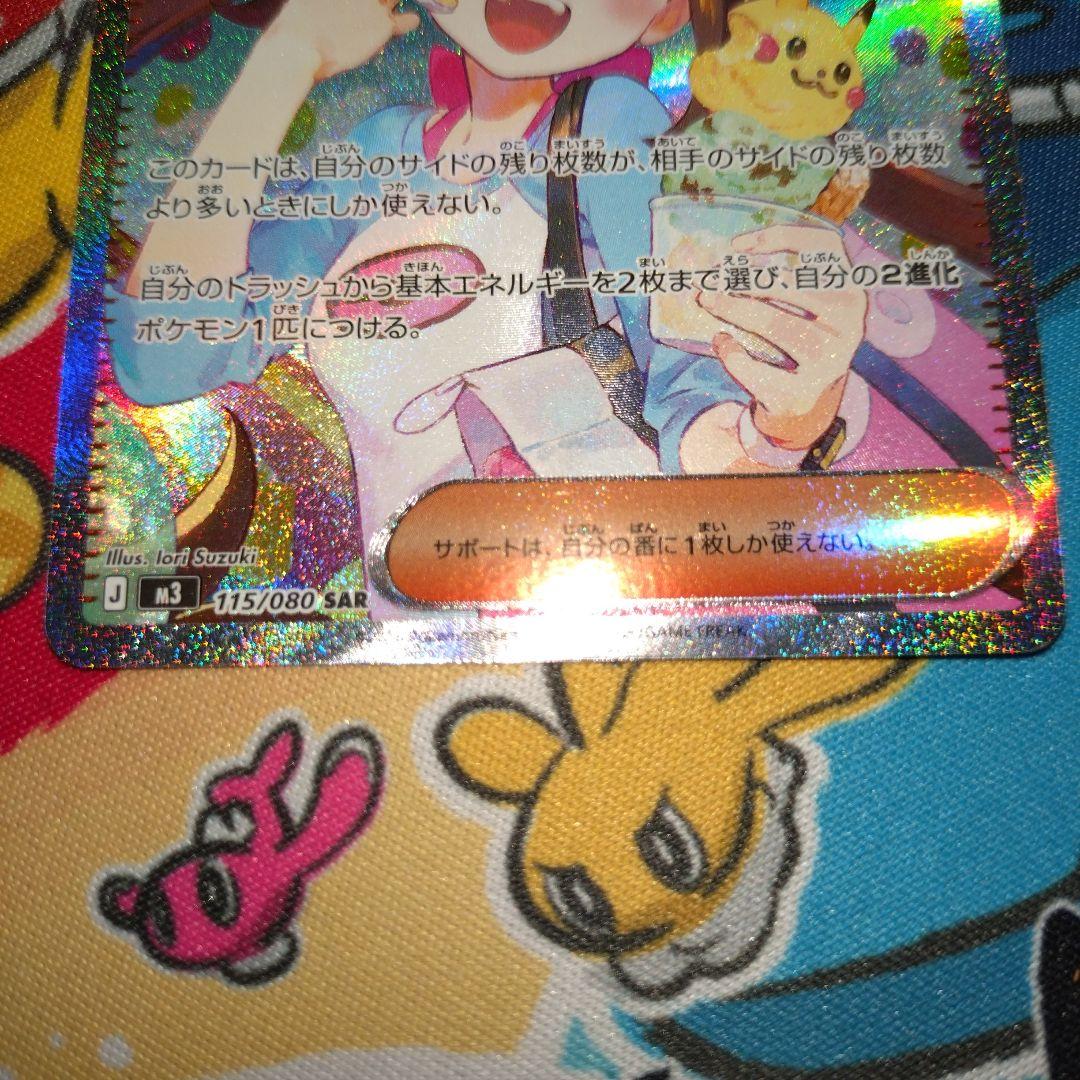 このカードは、自分のサイドの残り枚数が、相手のサイドの残り枚数
より多いときにしか使えない。
自分のトラッシュから基本エネルギーを2枚まで選び、自分の2進化
ポケモン1匹につける。
サポートは、自分の番に1枚しか使えない。
Illus. Iori Suzuki
J M3 115/080 SAR
GAME FREAK